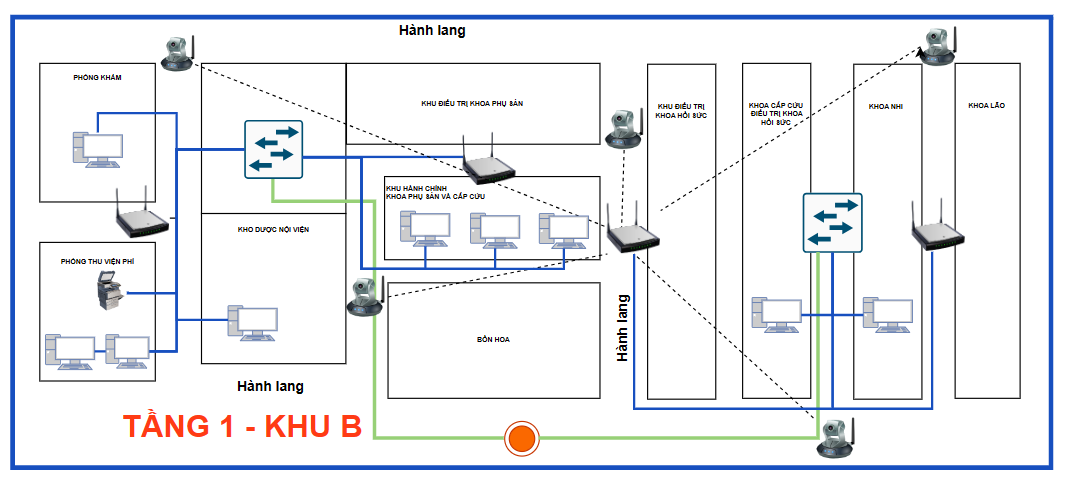 Hành lang
PHÒNG KHÁM
KHU ĐIỀU TRỊ KHOA PHỤ SẢN
KHU ĐIỀU TRỊ
KHOA HỒI SỨC
KHOA CẤP CỨU
ĐIỀU TRỊ KHOA
HỒI SỨC
KHOA NHI
KHOA LÃO
KHU HÀNH CHÍNH
KHOA PHỤ SẢN VÀ CẤP CỨU
KHO DƯỢC NỘI VIỆN
PHÒNG THU VIỆN PHÍ
BỒN HOA
Hành lang
Hành lang
TẦNG 1 - KHU B